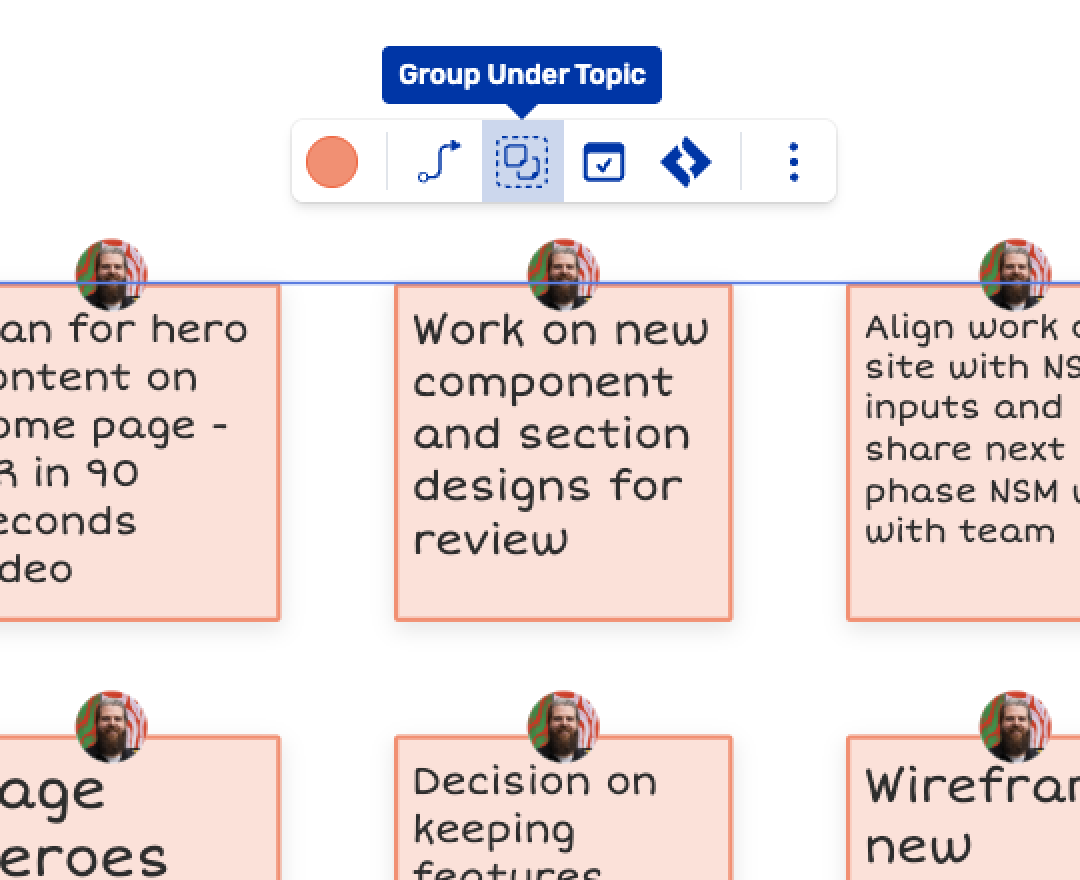 Group Under Topic
an for hero
ontent on
ome page -
in 90
econds
deo
Work on new
component
and section
designs for
review
Align work
site with
inputs and
share next
phase NSM
with team
age
eroes
Decision on
keeping
features
new